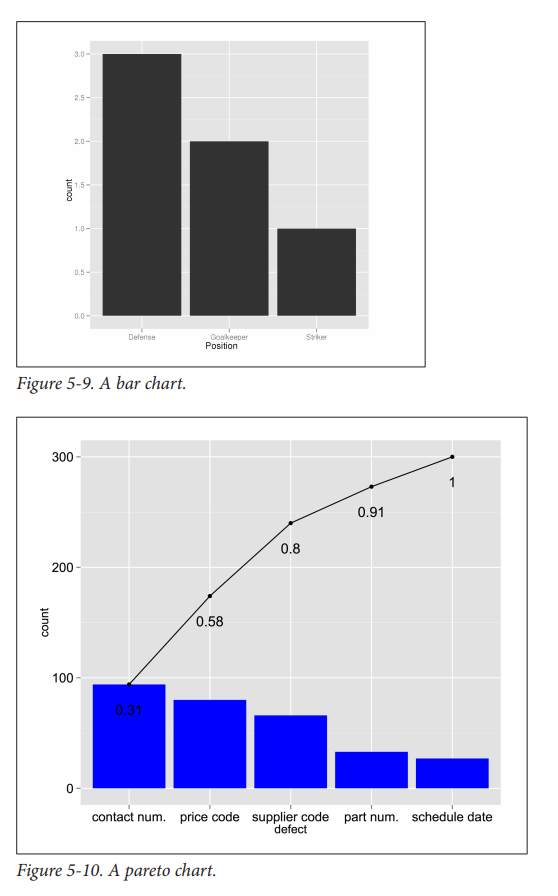 3.0
2.5
2.0
1.5
1.0
0.5
0.0
count
Defense Goalkeeper Striker
Position
Figure 5-9. A bar chart.
300
200
100
0
count
1
0.91
0.8
0.58
0.31
contact num. price code supplier code part num. schedule date
defect
Figure 5-10. A pareto chart.